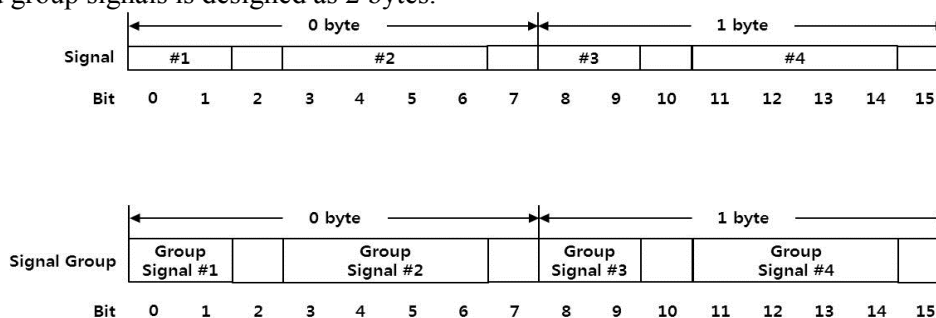 group signals is designed as 2 bytes.
0 byte 1 byte
Signal #1 #2 #3 #4
Bit 0 1 2 3 4 5 6 7 8 9 10 11 12 13 14 15
0 byte 1 byte
Group Group Group Group
Signal Group
Signal #1 Signal #2 Signal #3 Signal #4
Bit 0 1 2 3 4 5 6 7 8 9 10 11 12 13 14 15